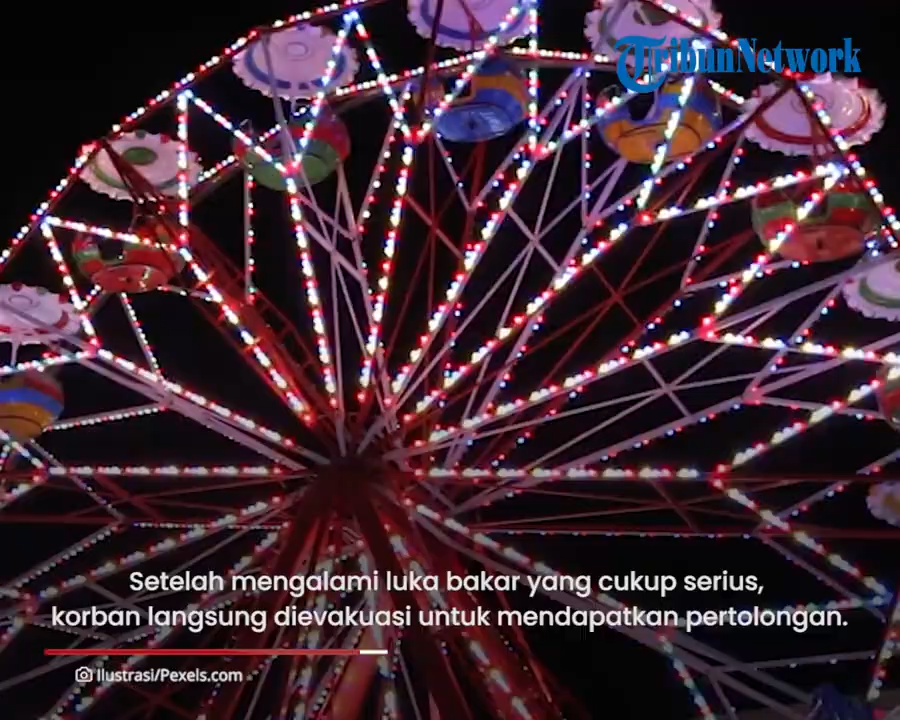 TribunNetwork
Setelah mengalami luka bakar yang cukup serius,
korban langsung dievakuasi untuk mendapatkan pertolongan.
Ilustrasi/Pexels.com